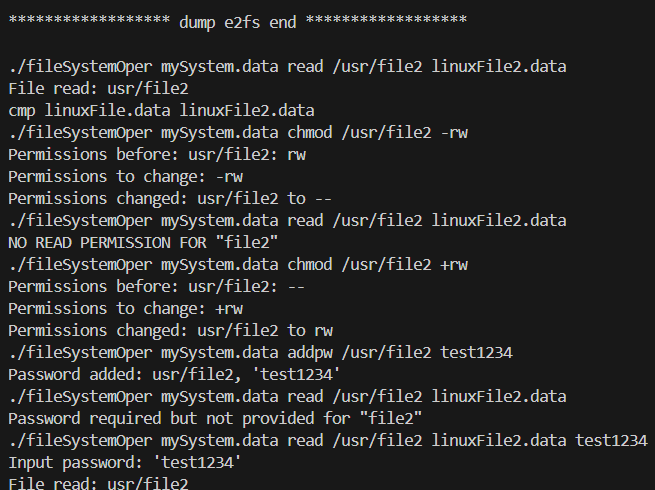 ****************** dump e2fs end ******************
./fileSystemOper mySystem.data read /usr/file2 linuxFile2.data
File read: usr/file2
cmp linuxFile.data linuxFile2.data
./fileSystemOper mySystem.data chmod /usr/file2 -rw
Permissions before: usr/file2: rw
Permissions to change: -rw
Permissions changed: usr/file2 to --
./fileSystemOper mySystem.data read /usr/file2 linuxFile2.data
NO READ PERMISSION FOR "file2"
./fileSystemOper mySystem.data chmod /usr/file2 +rw
Permissions before: usr/file2: --
Permissions to change: +rw
Permissions changed: usr/file2 to rw
./fileSystemOper mySystem.data addpw /usr/file2 test1234
Password added: usr/file2, 'test1234'
./fileSystemOper mySystem.data read /usr/file2 linuxFile2.data
Password required but not provided for "file2"
./fileSystemOper mySystem.data read /usr/file2 linuxFile2.data test1234
Input password: 'test1234'
File read: usr/file2